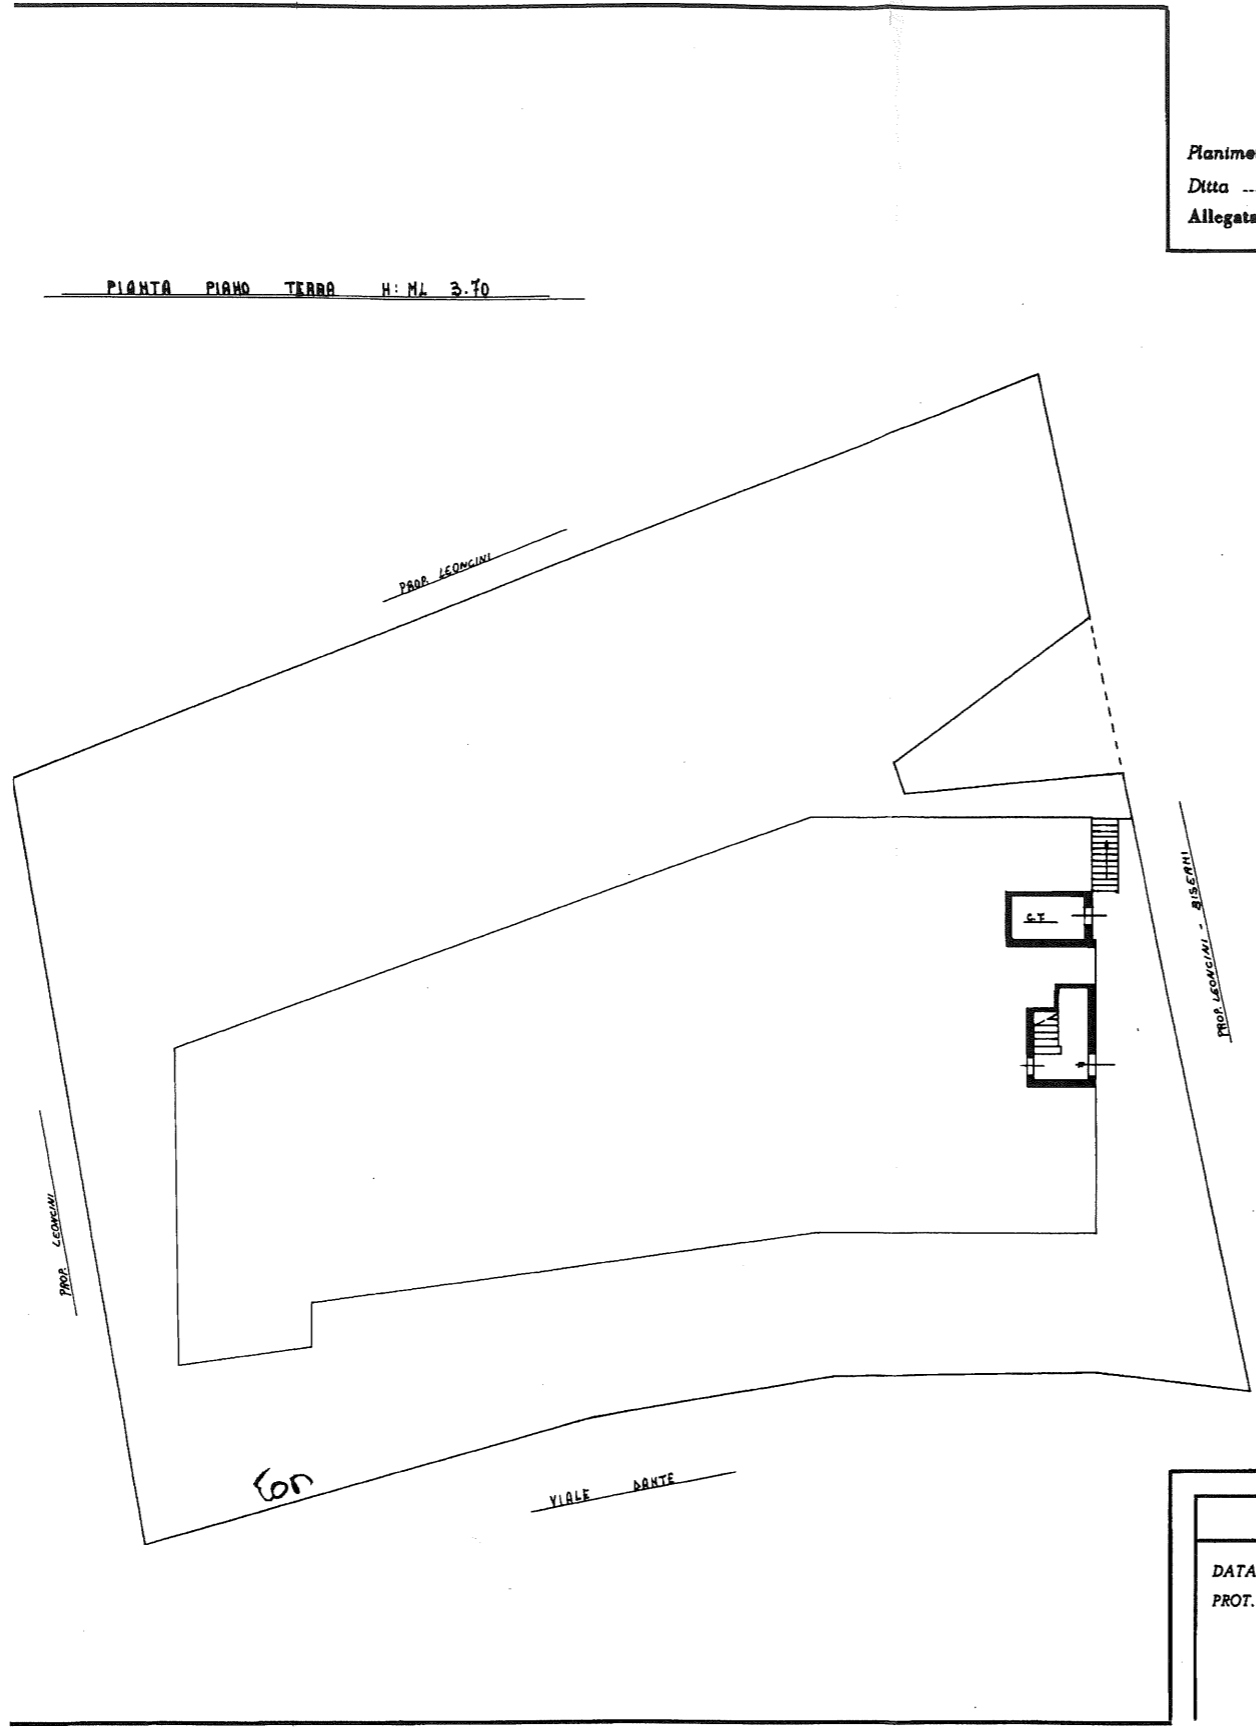 Planime
Ditta ...
Allegata
PIANTA PIANO TERRA H: ML 3.70
PROP. LEONCINI
C.T.
PROP. LEONCINI - BISERNI
PROP. LEONCINI
VIALE DANTE
DATA
PROT.